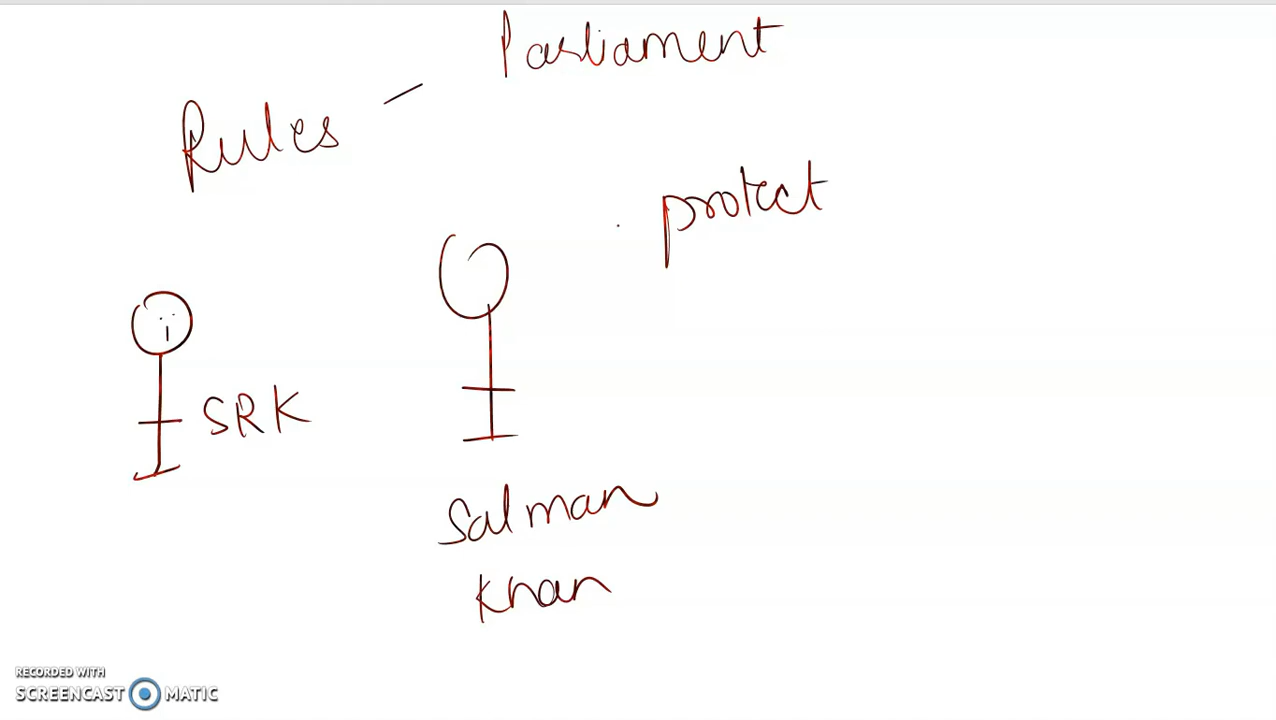 Parliament
Rules –
protect
SRK
Salman
Khan
RECORDED WITH
SCREENCAST MATIC